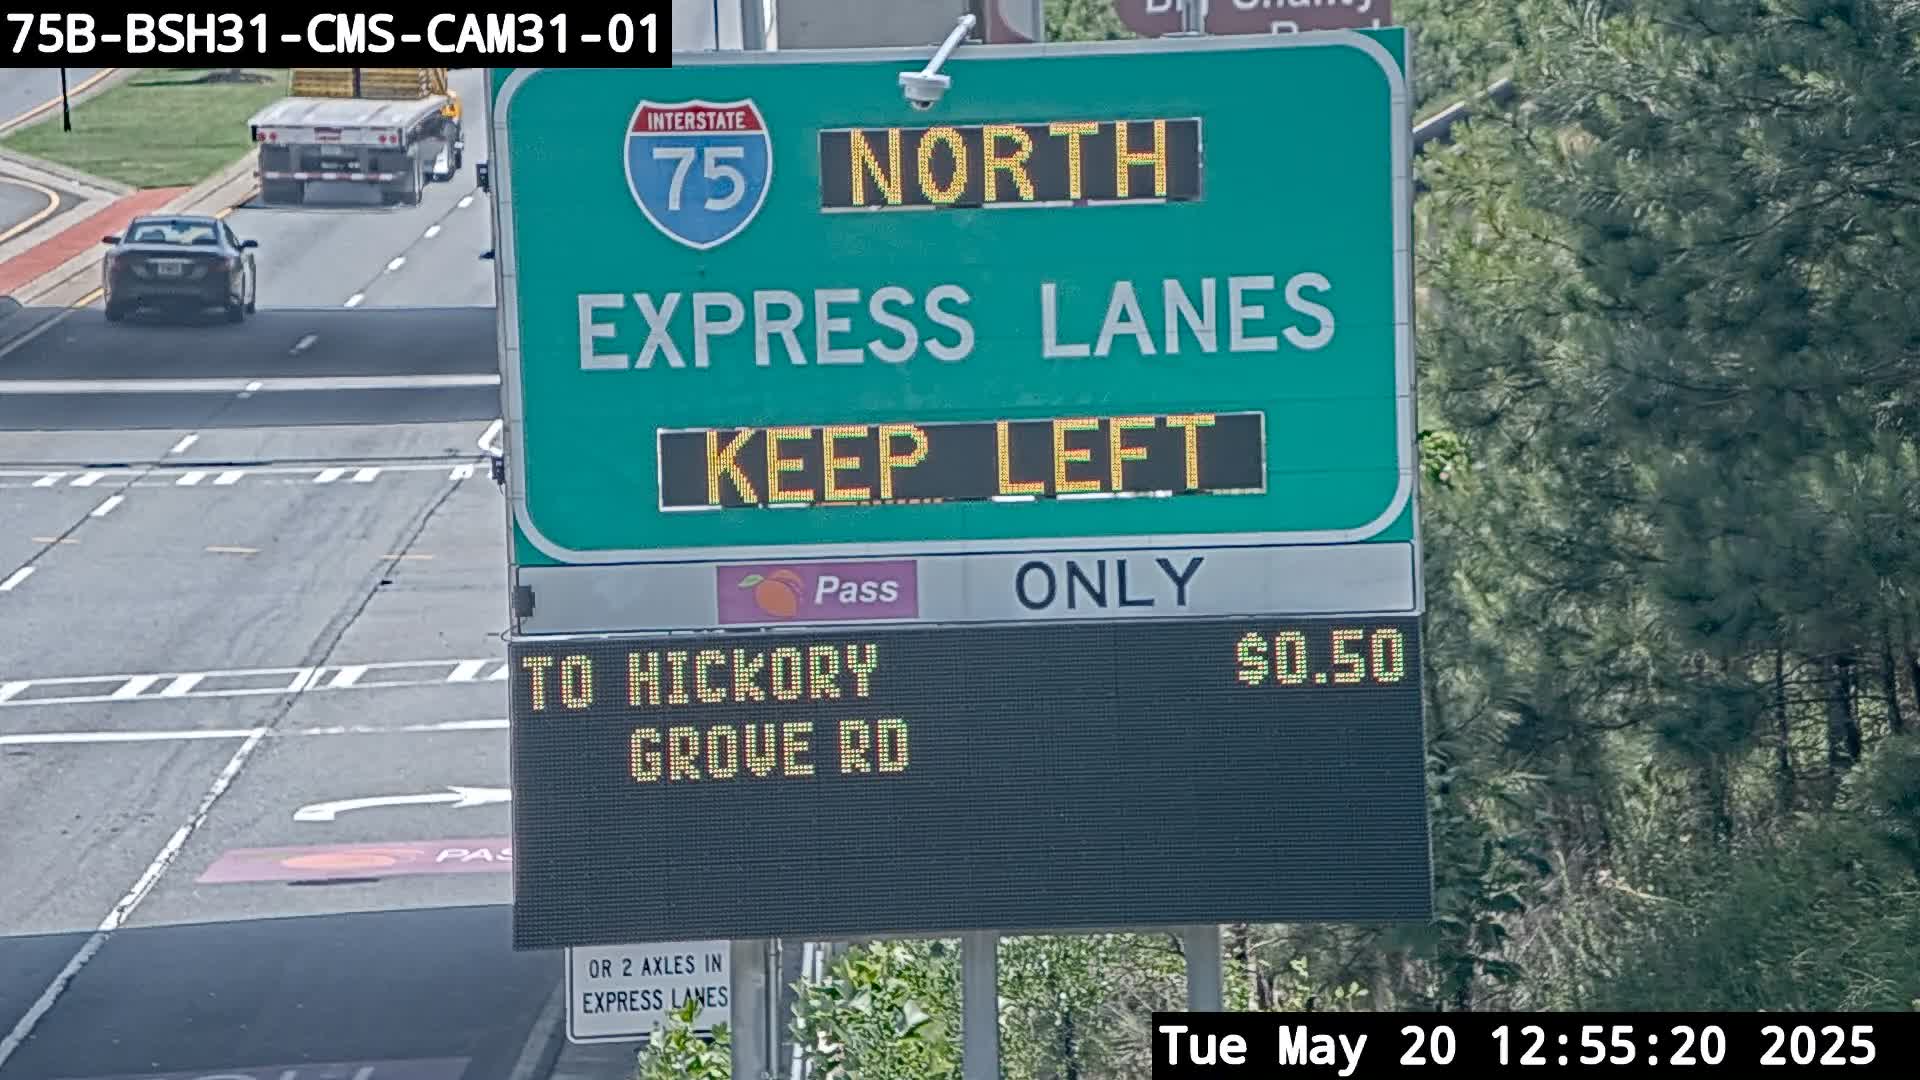 75B-BSH31-CMS-CAM31-01
INTERSTATE
75
NORTH
EXPRESS LANES
KEEP LEFT
Pass ONLY
TO HICKORY $0.50
GROVE RD
OR 2 AXLES IN
EXPRESS LANES
Tue May 20 12:55:20 2025